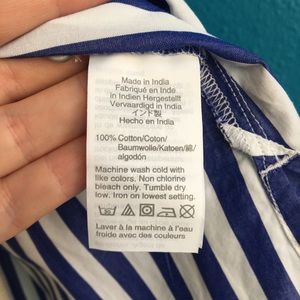 Made in India
Fabriqué en Inde
In Indien Hergestellt
Vervaardigd in India
インド製
Hecho en India
100% Cotton/Coton/
Baumwolle/Katoen/綿/
algodón
Machine wash cold with
like colors. Non chlorine
bleach only. Tumble dry
low. Iron on lowest setting.
Laver à la machine à l'eau
froide avec des couleurs